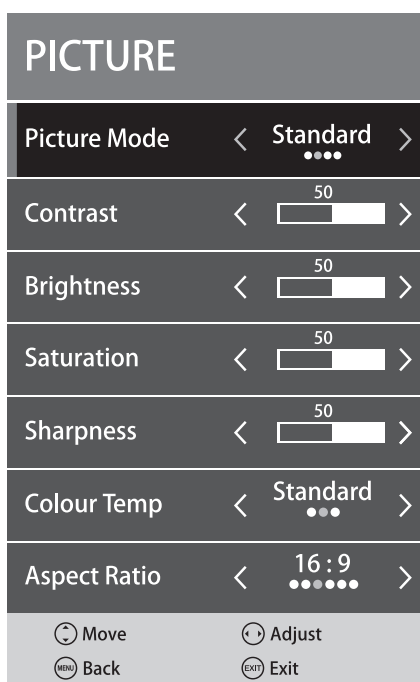 PICTURE
Picture Mode < Standard >
Contrast < 50 >
Brightness < 50 >
Saturation < 50 >
Sharpness < 50 >
Colour Temp < Standard >
Aspect Ratio < 16 : 9 >
Move Adjust
MENU Back EXIT Exit